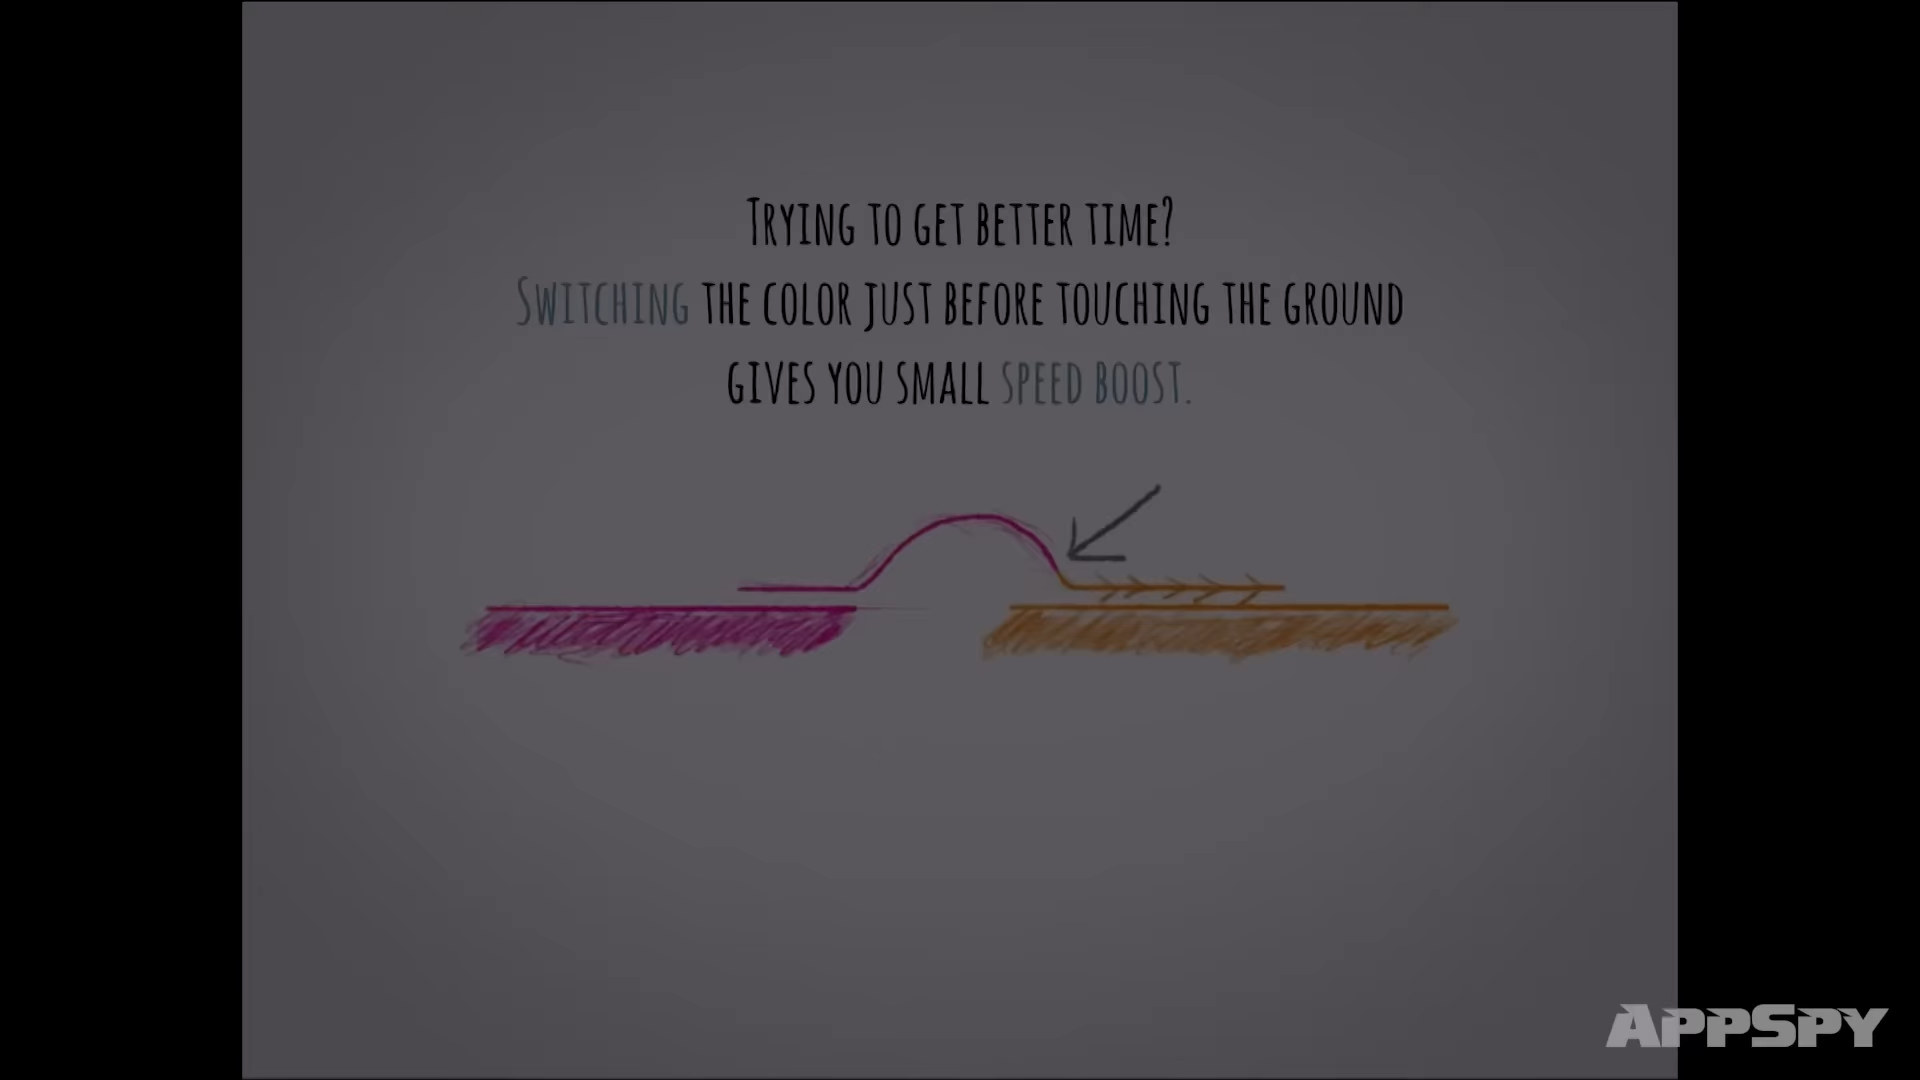 Trying to get better time?
Switching the color just before touching the ground
gives you small speed boost.
AppSpy